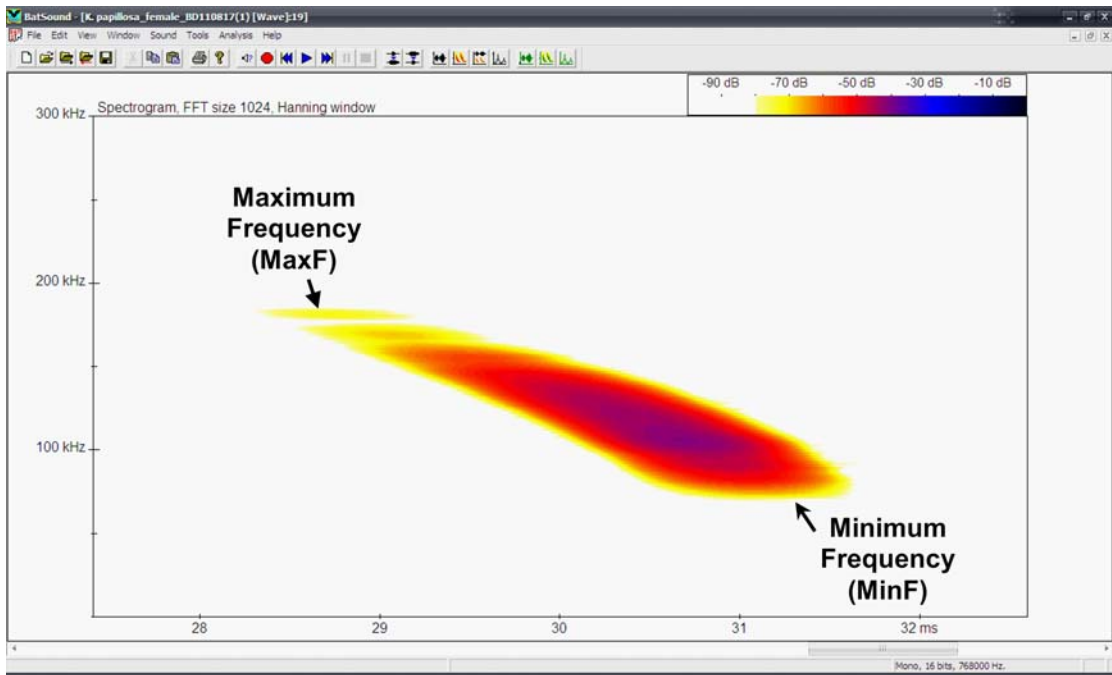 BatSound - [K. papillosa_female_BD110817(1) [Wave]:19]
File Edit View Window Sound Tools Analysis Help
-90 dB -70 dB -50 dB -30 dB -10 dB
Spectrogram, FFT size 1024, Hanning window
300 kHz
Maximum
Frequency
(MaxF)
200 kHz
100 kHz
Minimum
Frequency
(MinF)
28 29 30 31 32 ms
Mono, 16 bits, 768000 Hz.